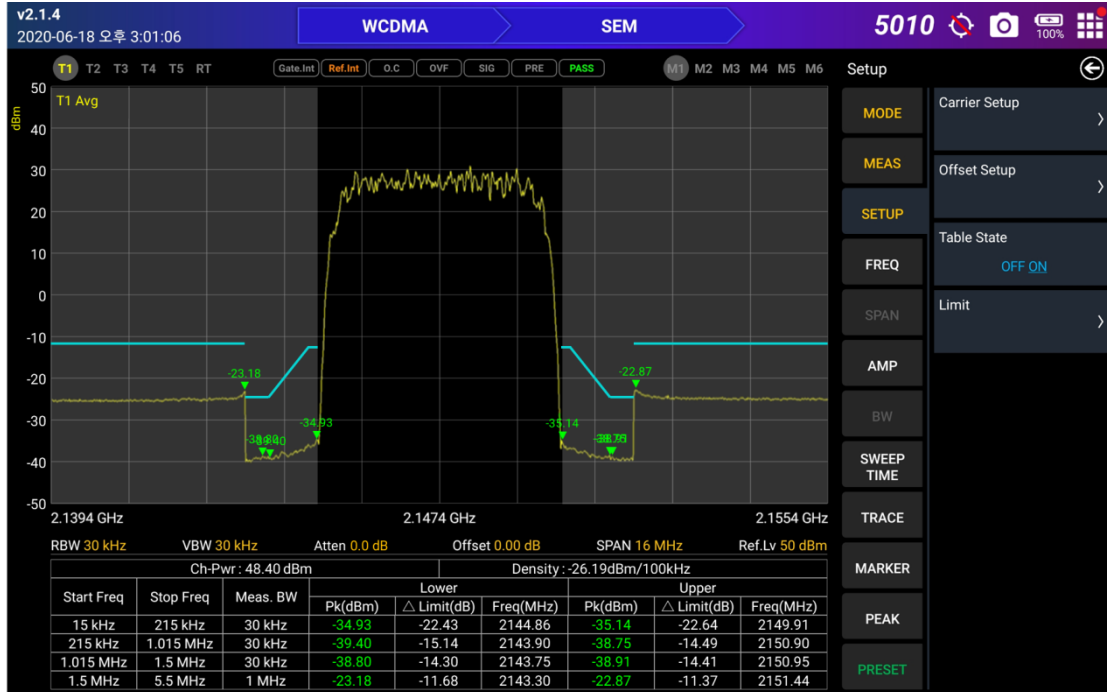 v2.1.4
2020-06-18 오후 3:01:06
WCDMA
SEM
5010
100%
T1 T2 T3 T4 T5 RT
Gate.Int Ref.Int O.C OVF SIG PRE PASS
M1 M2 M3 M4 M5 M6
Setup
T1 Avg
dBm
50
40
30
20
10
0
-10
-20
-30
-40
-50
-23.18
-34.93
-35.14
-22.87
2.1394 GHz 2.1474 GHz 2.1554 GHz
RBW 30 kHz VBW 30 kHz Atten 0.0 dB Offset 0.00 dB SPAN 16 MHz Ref.Lv 50 dBm
Ch-Pwr : 48.40 dBm Density : -26.19dBm/100kHz
Start Freq Stop Freq Meas. BW Lower Upper
Pk(dBm) △ Limit(dB) Freq(MHz) Pk(dBm) △ Limit(dB) Freq(MHz)
15 kHz 215 kHz 30 kHz -34.93 -22.43 2144.86 -35.14 -22.64 2149.91
215 kHz 1.015 MHz 30 kHz -39.40 -15.14 2143.90 -38.75 -14.49 2150.90
1.015 MHz 1.5 MHz 30 kHz -38.80 -14.30 2143.75 -38.91 -14.41 2150.95
1.5 MHz 5.5 MHz 1 MHz -23.18 -11.68 2143.30 -22.87 -11.37 2151.44
MODE
MEAS
SETUP
FREQ
SPAN
AMP
BW
SWEEP
TIME
TRACE
MARKER
PEAK
PRESET
Carrier Setup
Offset Setup
Table State
OFF ON
Limit